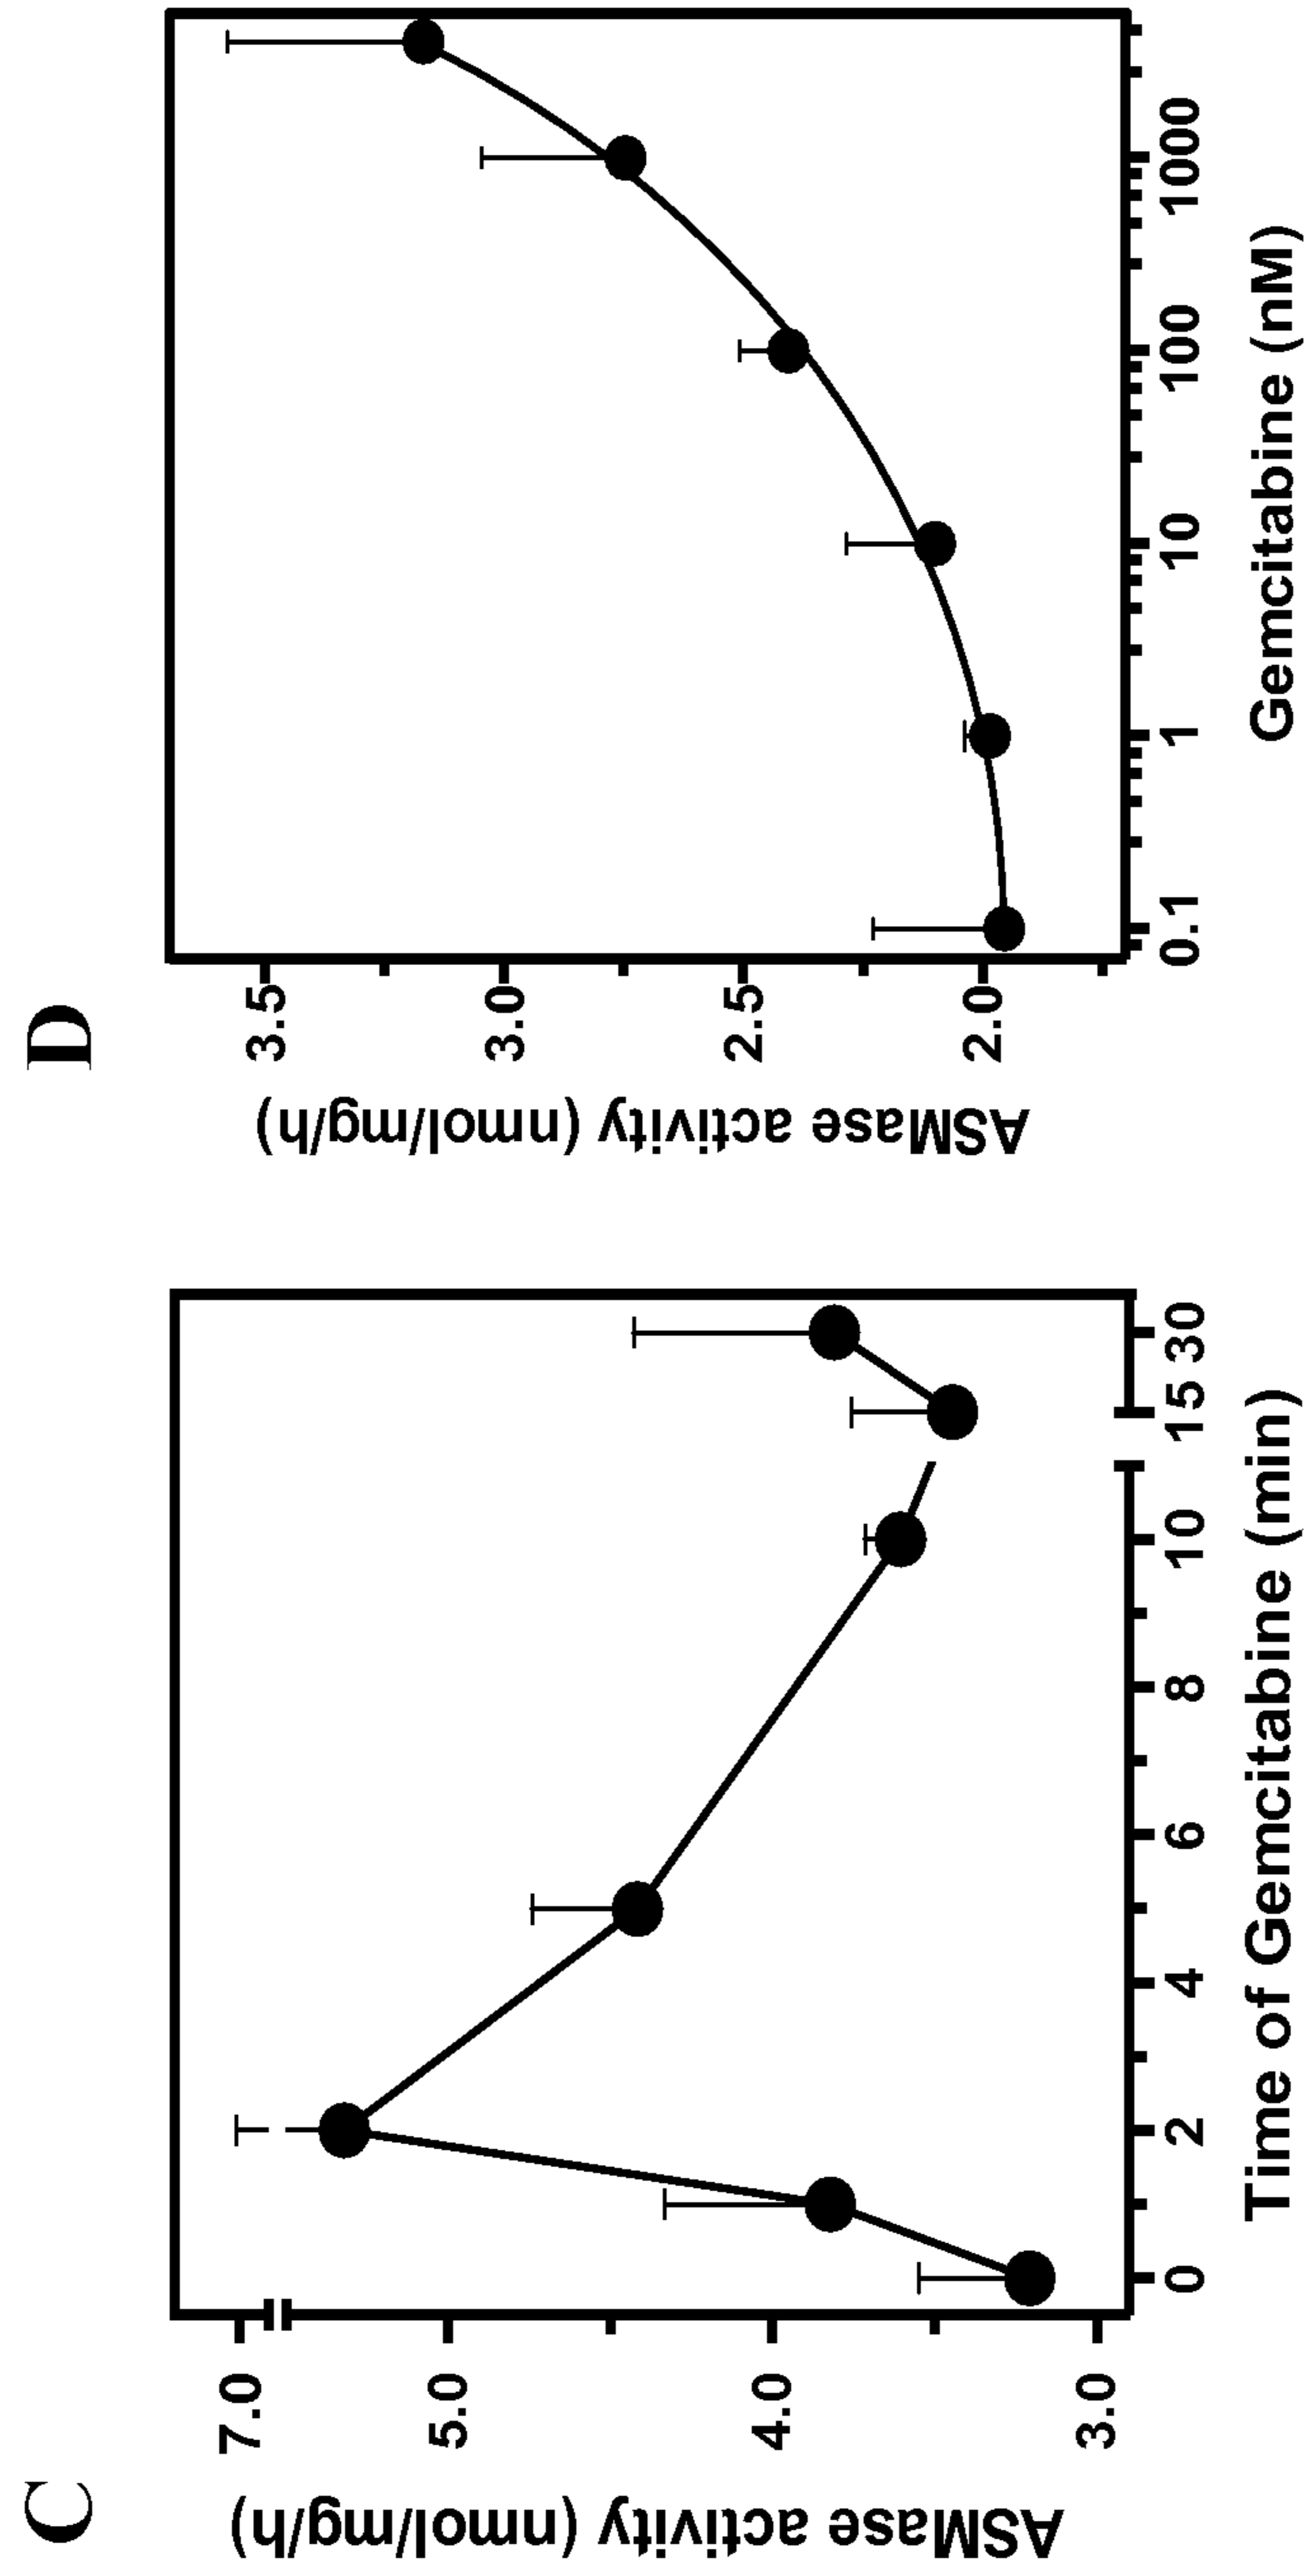 C
ASMase activity (nmol/mg/h)
7.0
5.0
4.0
3.0
0 2 4 6 8 10 15 30
Time of Gemcitabine (min)
D
ASMase activity (nmol/mg/h)
3.5
3.0
2.5
2.0
0.1 1 10 100 1000
Gemcitabine (nM)